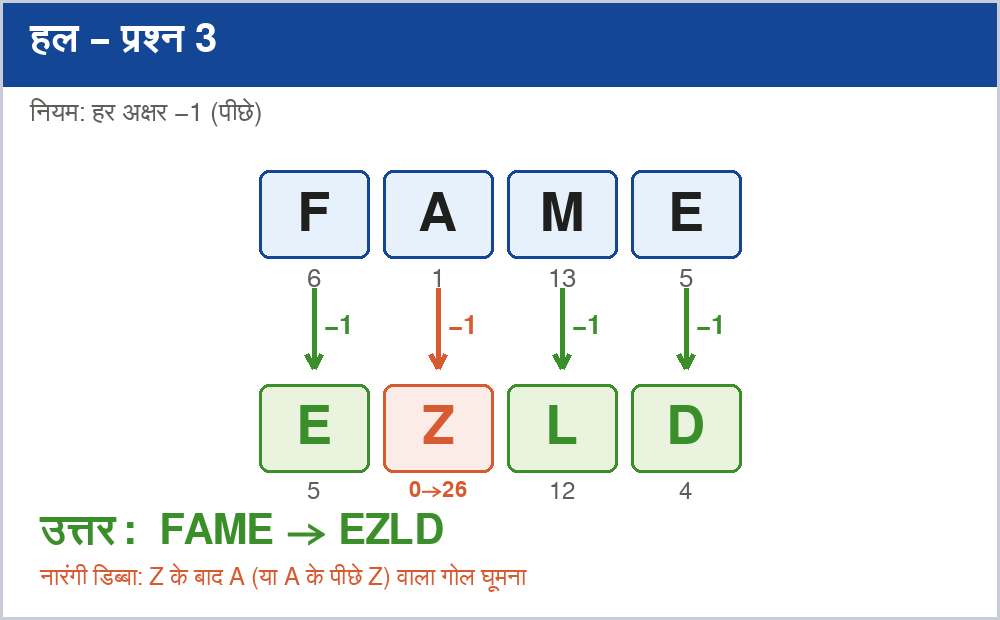 हल – प्रश्न 3
नियम: हर अक्षर −1 (पीछे)
F A M E
6 1 13 5
−1 −1 −1 −1
E Z L D
5 0→26 12 4
उत्तर : FAME → EZLD
नारंगी डिब्बा: Z के बाद A (या A के पीछे Z) वाला गोल घूमना